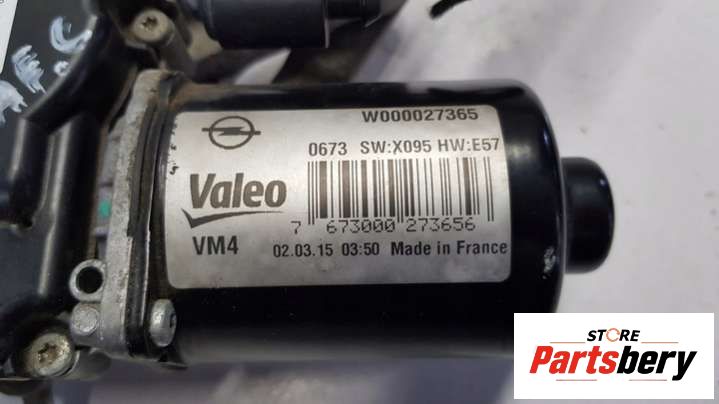 W000027365
0673 SW:X095 HW:E57
Valeo
7 673000 273656
VM4 02.03.15 03:50 Made in France
STORE
Partsbery